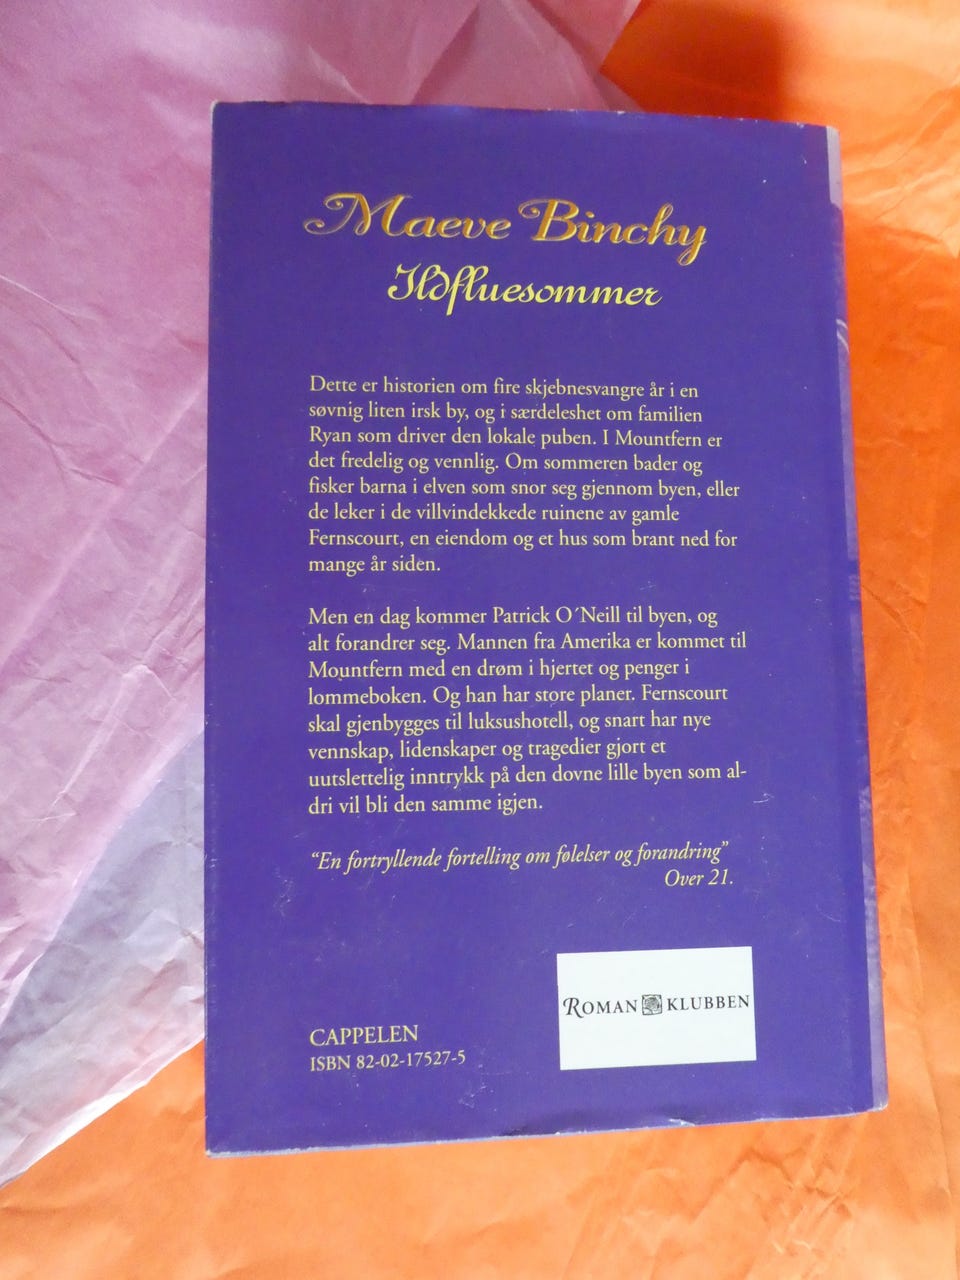 Maeve Binchy
Ildfluesommer
Dette er historien om fire skjebnesvangre år i en
søvnig liten irsk by, og i særdeleshet om familien
Ryan som driver den lokale puben. I Mountfern er
det fredelig og vennlig. Om sommeren bader og
fisker barna i elven som snor seg gjennom byen, eller
de leker i de villvindekkede ruinene av gamle
Fernscourt, en eiendom og et hus som brant ned for
mange år siden.
Men en dag kommer Patrick O´Neill til byen, og
alt forandrer seg. Mannen fra Amerika er kommet til
Mountfern med en drøm i hjertet og penger i
lommeboken. Og han har store planer. Fernscourt
skal gjenbygges til luksushotell, og snart har nye
vennskap, lidenskaper og tragedier gjort et
uutslettelig inntrykk på den dovne lille byen som al-
dri vil bli den samme igjen.
“En fortryllende fortelling om følelser og forandring”
Over 21.
ROMAN KLUBBEN
CAPPELEN
ISBN 82-02-17527-5